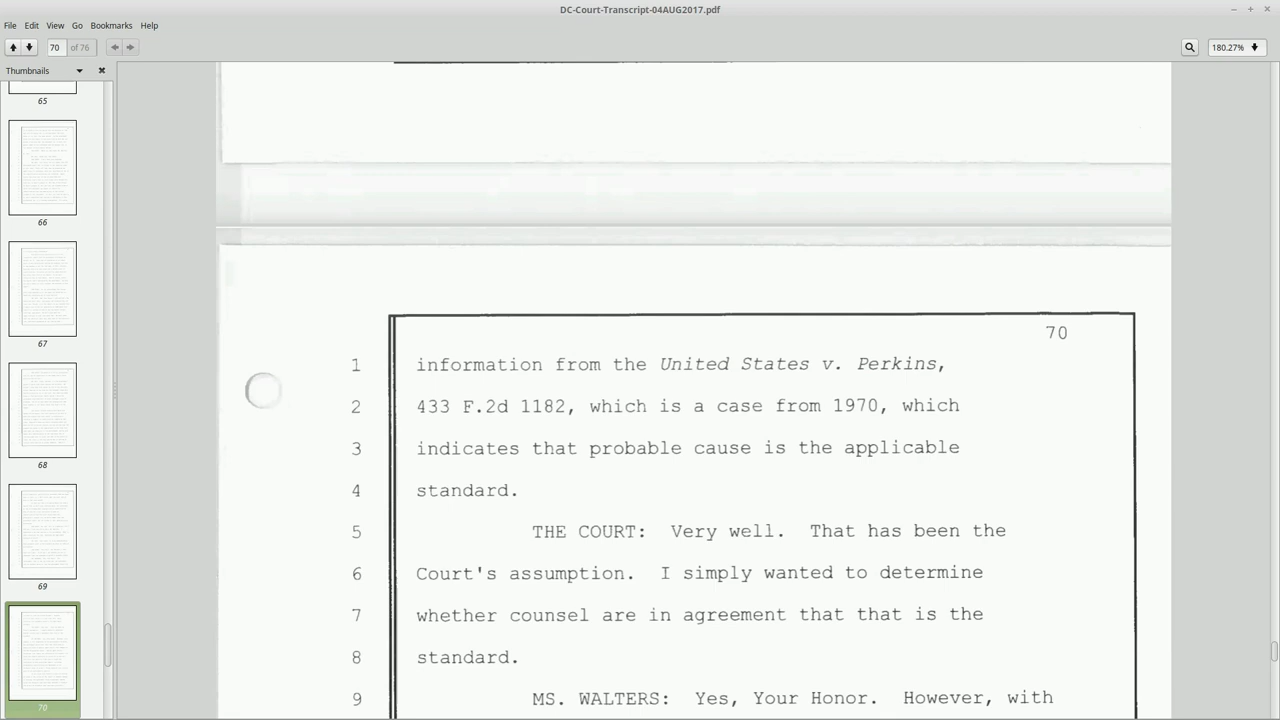 DC-Court-Transcript-04AUG2017.pdf
File Edit View Go Bookmarks Help
70 of 76
180.27%
Thumbnails
65
66
67
68
69
70
70
1 information from the United States v. Perkins,
2 433 F.2d 1182, which is a case from 1970, which
3 indicates that probable cause is the applicable
4 standard.
5 THE COURT: Very well. That has been the
6 Court's assumption. I simply wanted to determine
7 whether counsel are in agreement that that is the
8 standard.
9 MS. WALTERS: Yes, Your Honor. However, with